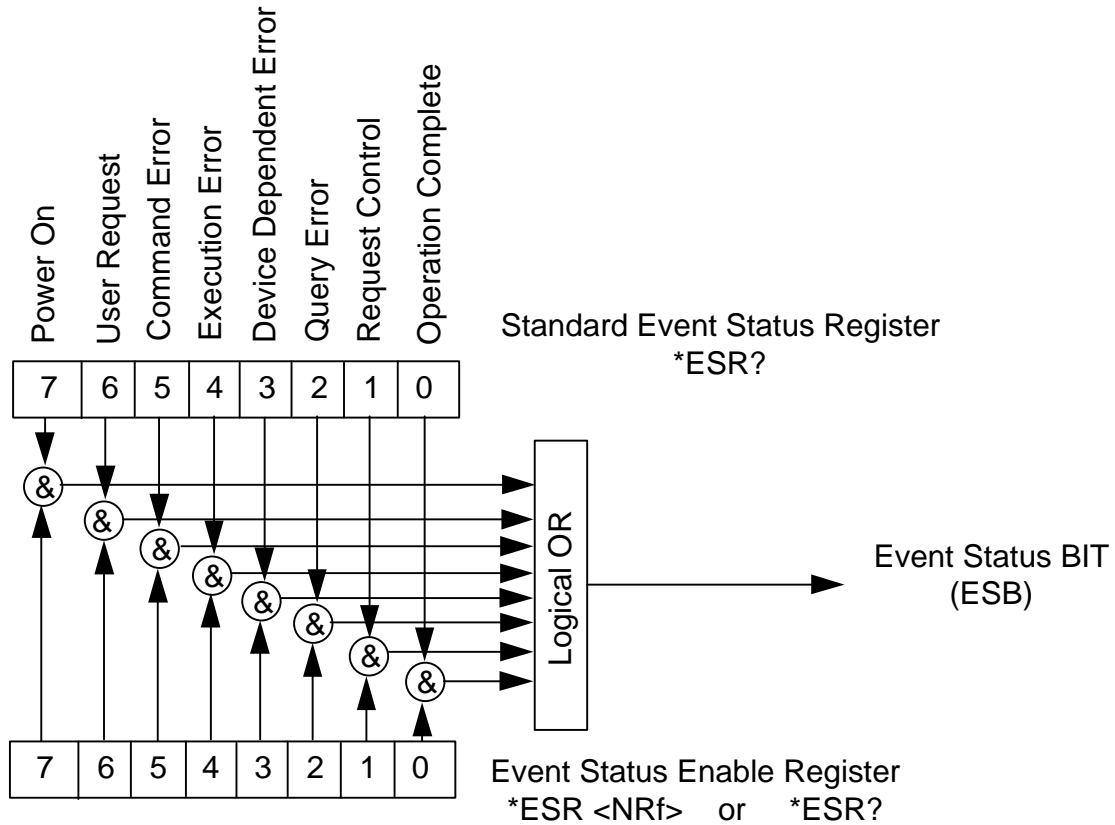 Power On
User Request
Command Error
Execution Error
Device Dependent Error
Query Error
Request Control
Operation Complete
Standard Event Status Register
*ESR?
7 6 5 4 3 2 1 0
&
&
&
&
&
&
&
&
Logical OR
Event Status BIT
(ESB)
7 6 5 4 3 2 1 0
Event Status Enable Register
*ESR <NRf> or *ESR?